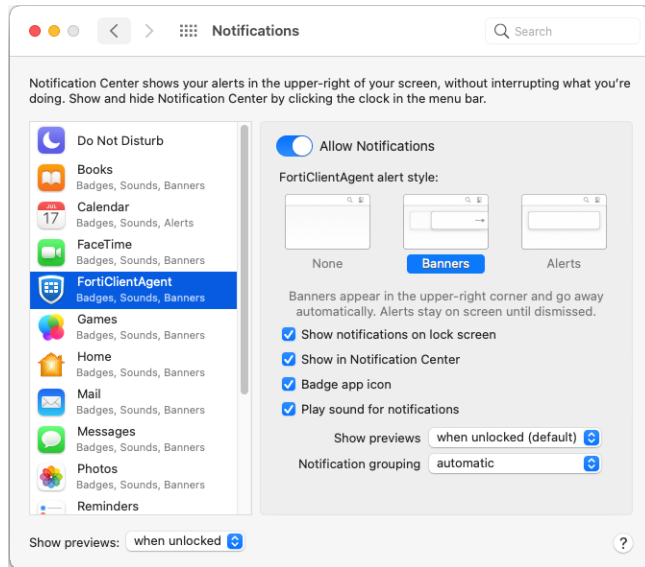 Notifications
Search
Notification Center shows your alerts in the upper-right of your screen, without interrupting what you're
doing. Show and hide Notification Center by clicking the clock in the menu bar.
Do Not Disturb
Books
Badges, Sounds, Banners
JUL
17
Calendar
Badges, Sounds, Alerts
FaceTime
Badges, Sounds, Banners
FortiClientAgent
Badges, Sounds, Banners
Games
Badges, Sounds, Banners
Home
Badges, Sounds, Banners
Mail
Badges, Sounds, Banners
Messages
Badges, Sounds, Banners
Photos
Badges, Sounds, Banners
Reminders
Allow Notifications
FortiClientAgent alert style:
None
Banners
Alerts
Banners appear in the upper-right corner and go away
automatically. Alerts stay on screen until dismissed.
Show notifications on lock screen
Show in Notification Center
Badge app icon
Play sound for notifications
Show previews when unlocked (default)
Notification grouping automatic
Show previews: when unlocked
?